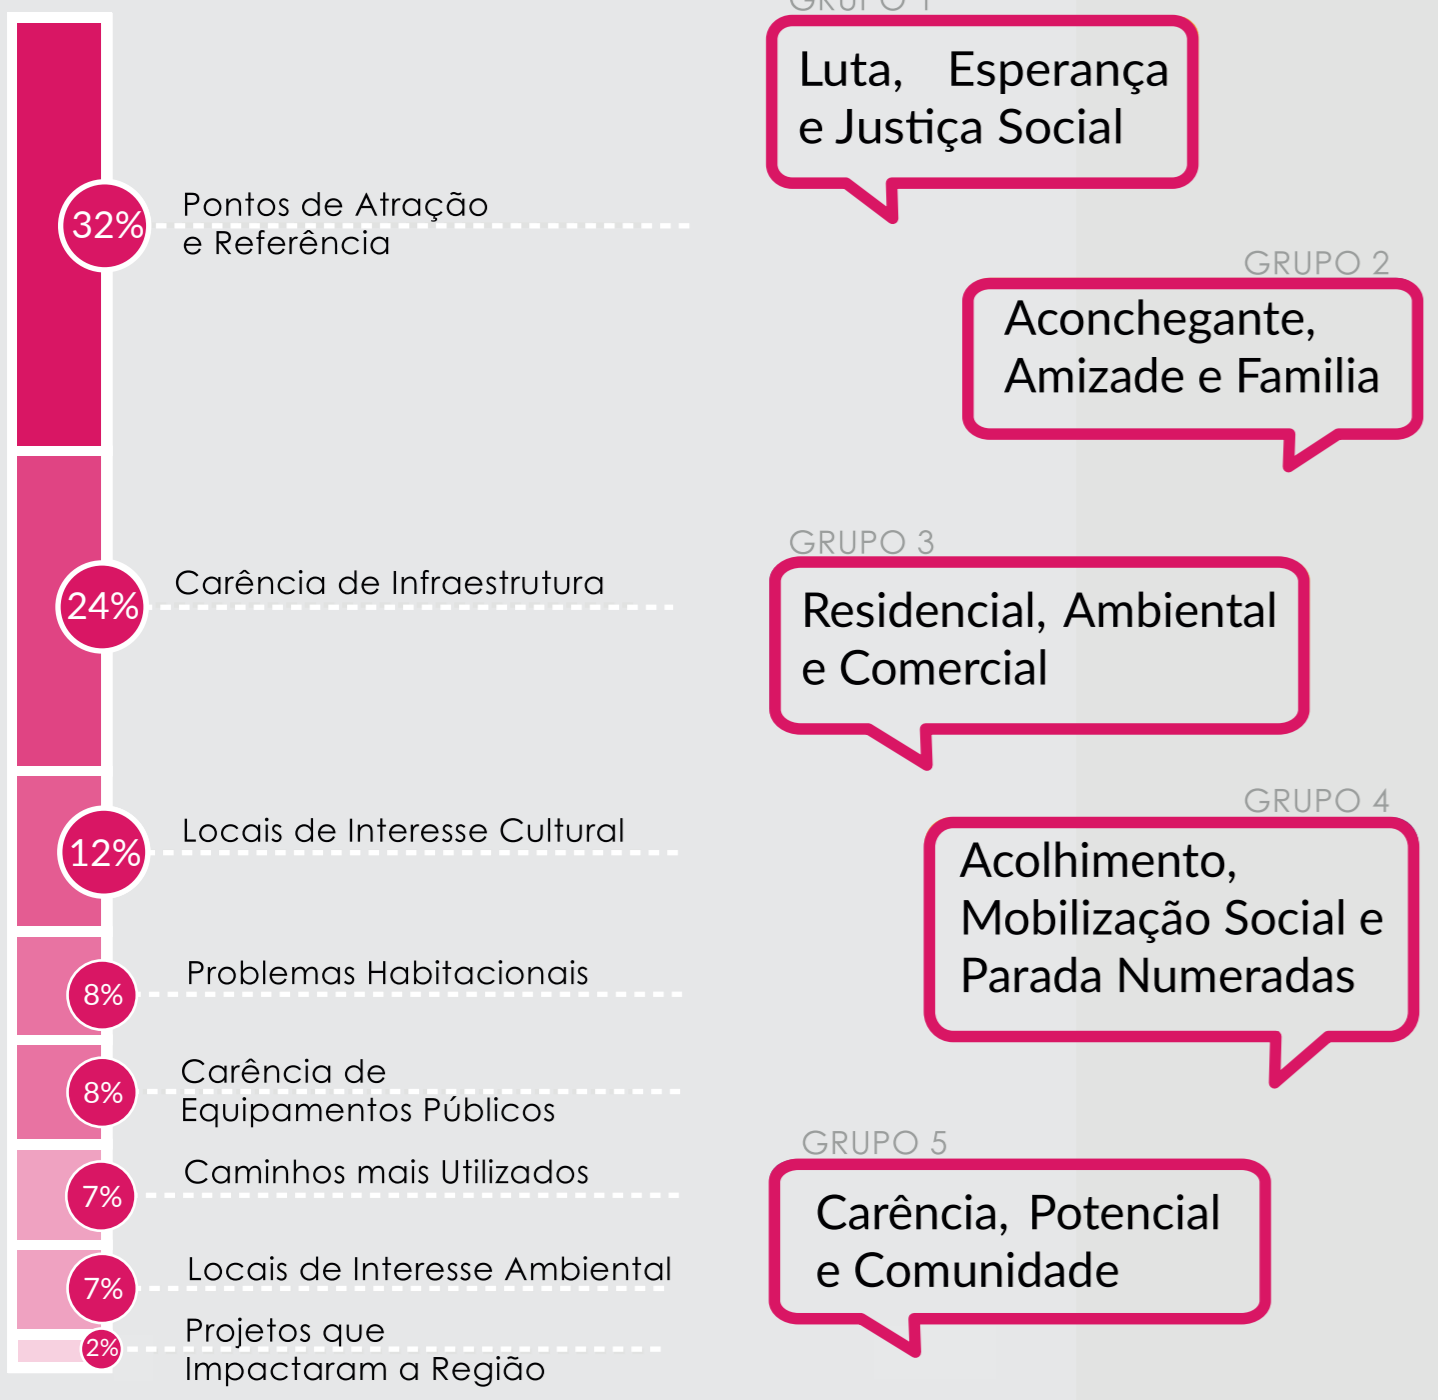 32%
Pontos de Atração
e Referência
24%
Carência de Infraestrutura
12%
Locais de Interesse Cultural
8%
Problemas Habitacionais
8%
Carência de
Equipamentos Públicos
7%
Caminhos mais Utilizados
7%
Locais de Interesse Ambiental
2%
Projetos que
Impactaram a Região
GRUPO 1
Luta, Esperança
e Justiça Social
GRUPO 2
Aconchegante,
Amizade e Familia
GRUPO 3
Residencial, Ambiental
e Comercial
GRUPO 4
Acolhimento,
Mobilização Social e
Parada Numeradas
GRUPO 5
Carência, Potencial
e Comunidade